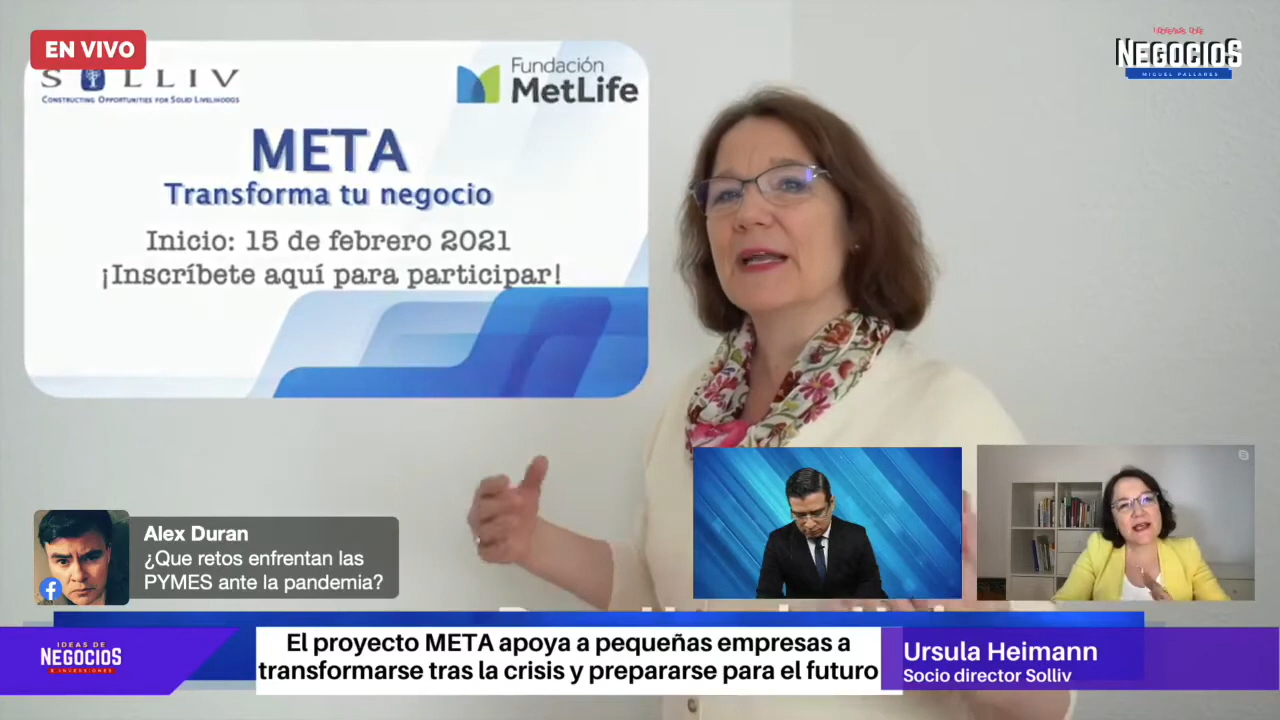 EN VIVO
SOLLIV
CONSTRUCTING OPPORTUNITIES FOR SOLID LIVELIHOODS
Fundación
MetLife
META
Transforma tu negocio
Inicio: 15 de febrero 2021
¡Inscríbete aquí para participar!
NEGOCIOS
MIGUEL PALLARES
Alex Duran
¿Que retos enfrentan las
PYMES ante la pandemia?
IDEAS DE
NEGOCIOS
E INVERSIONES
El proyecto META apoya a pequeñas empresas a
transformarse tras la crisis y prepararse para el futuro
Ursula Heimann
Socio director Solliv